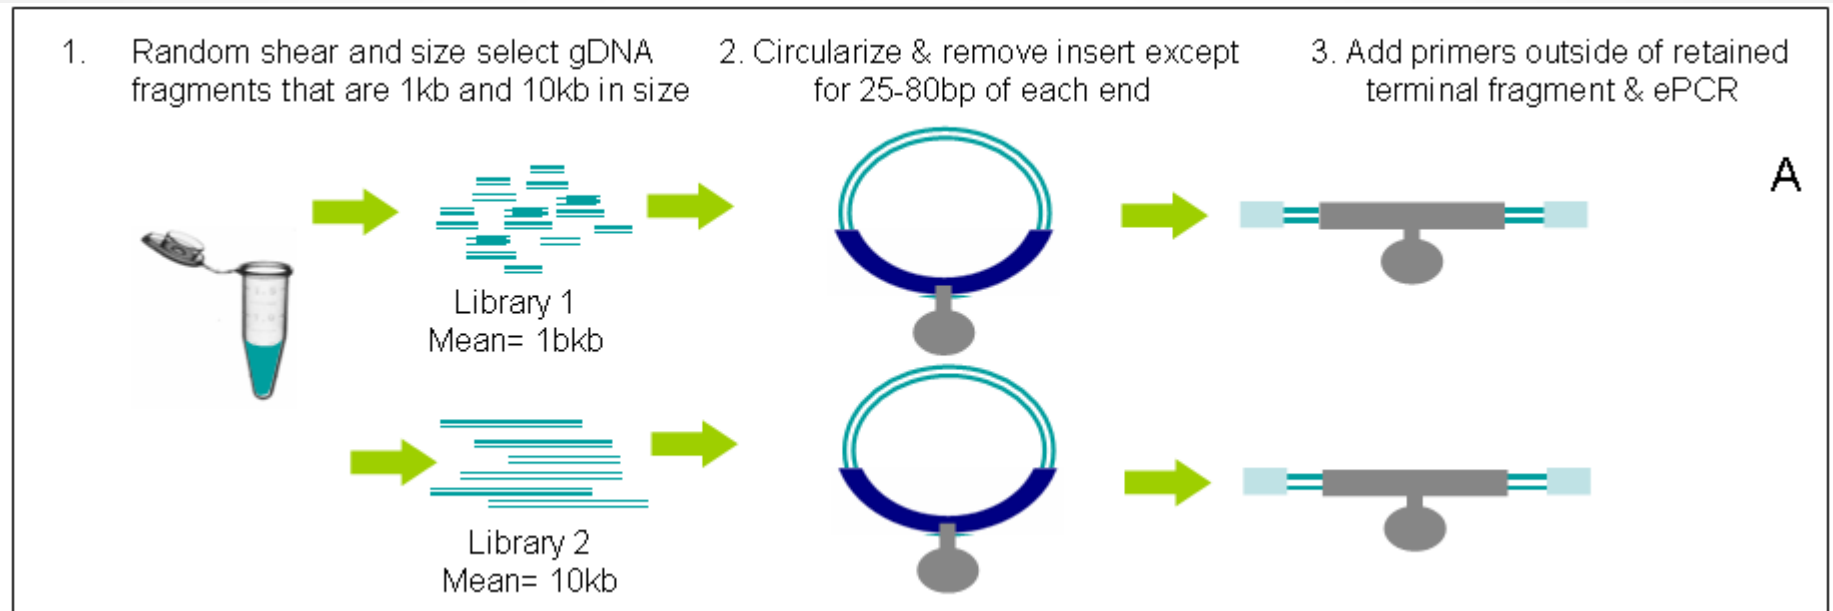 1. Random shear and size select gDNA
fragments that are 1kb and 10kb in size
2. Circularize & remove insert except
for 25-80bp of each end
3. Add primers outside of retained
terminal fragment & ePCR
A
Library 1
Mean= 1bkb
Library 2
Mean= 10kb